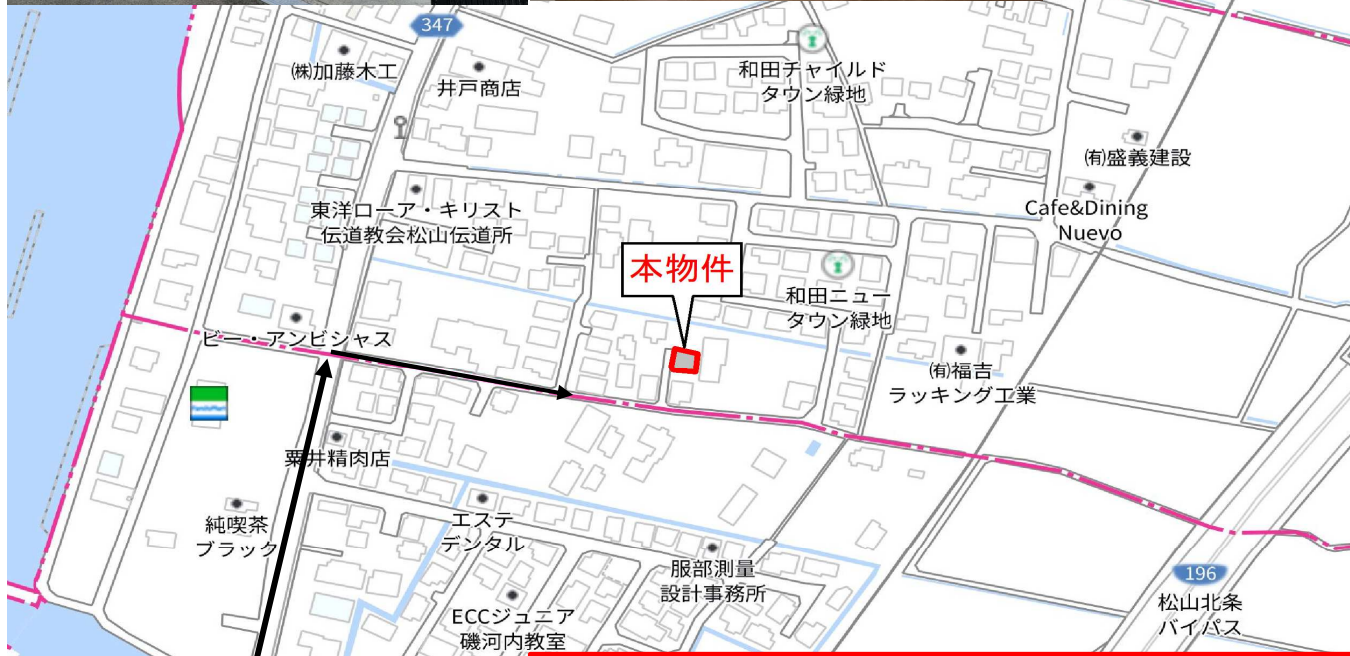 347
㈱加藤木工
井戸商店
和田チャイルド
タウン緑地
㈲盛義建設
東洋ローア・キリスト
伝道教会松山伝道所
Cafe&Dining
Nuevo
本物件
和田ニュー
タウン緑地
ビー・アンビシャス
㈲福吉
ラッキング工業
FamilyMart
粟井精肉店
純喫茶
ブラック
エステ
デンタル
服部測量
設計事務所
196
松山北条
バイパス
ECCジュニア
磯河内教室